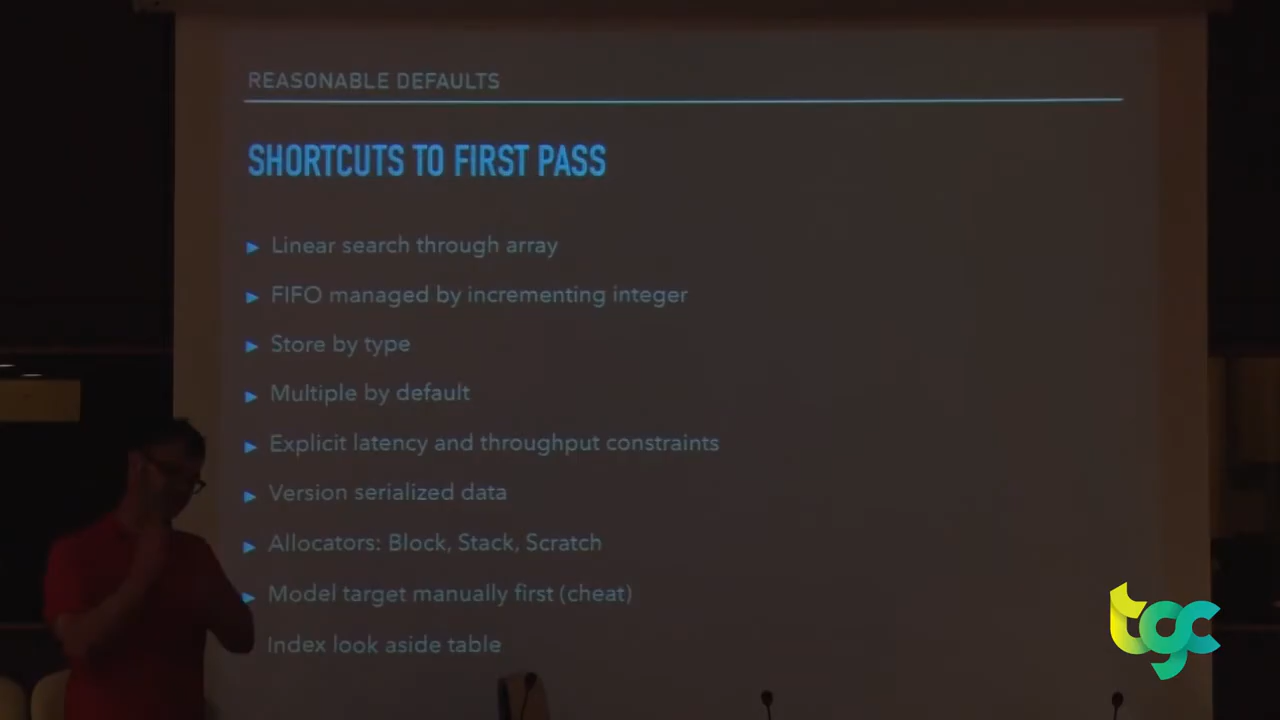 REASONABLE DEFAULTS
SHORTCUTS TO FIRST PASS
Linear search through array
FIFO managed by incrementing integer
Store by type
Multiple by default
Explicit latency and throughput constraints
Version serialized data
Allocators: Block, Stack, Scratch
Model target manually first (cheat)
Index look aside table
tgc